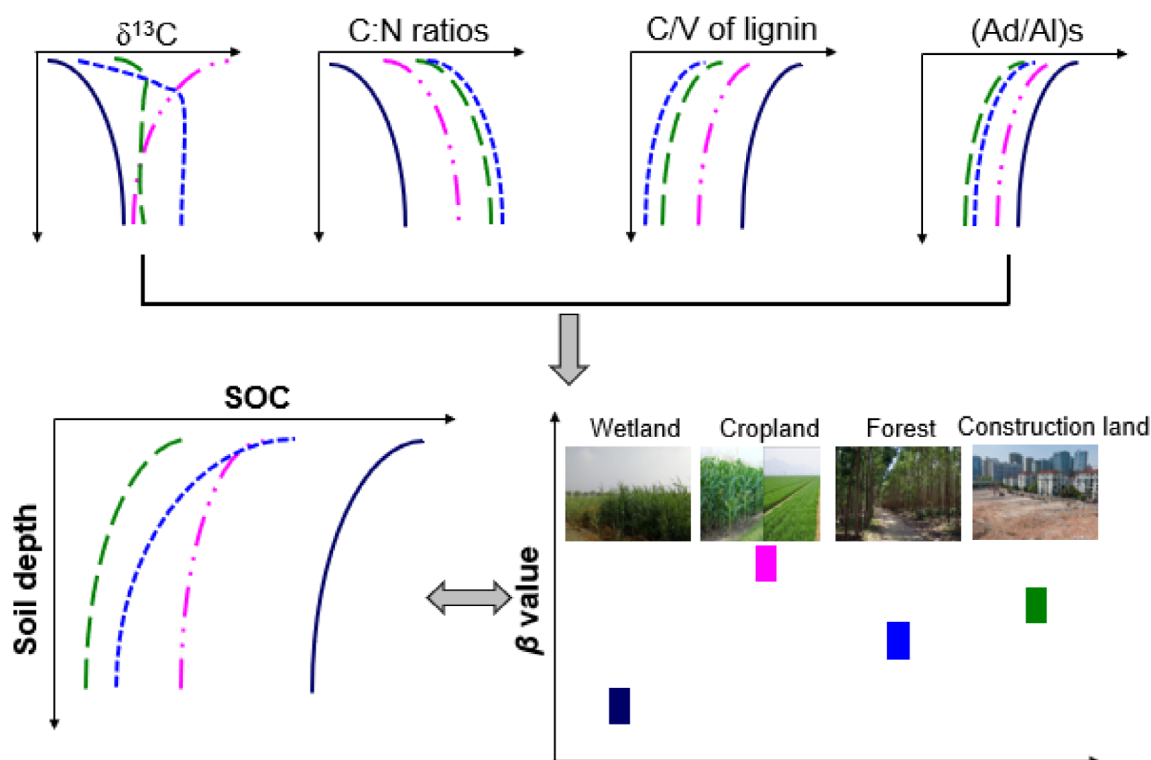 δ¹³C
C:N ratios
C/V of lignin
(Ad/Al)s
SOC
Soil depth
β value
Wetland
Cropland
Forest
Construction land